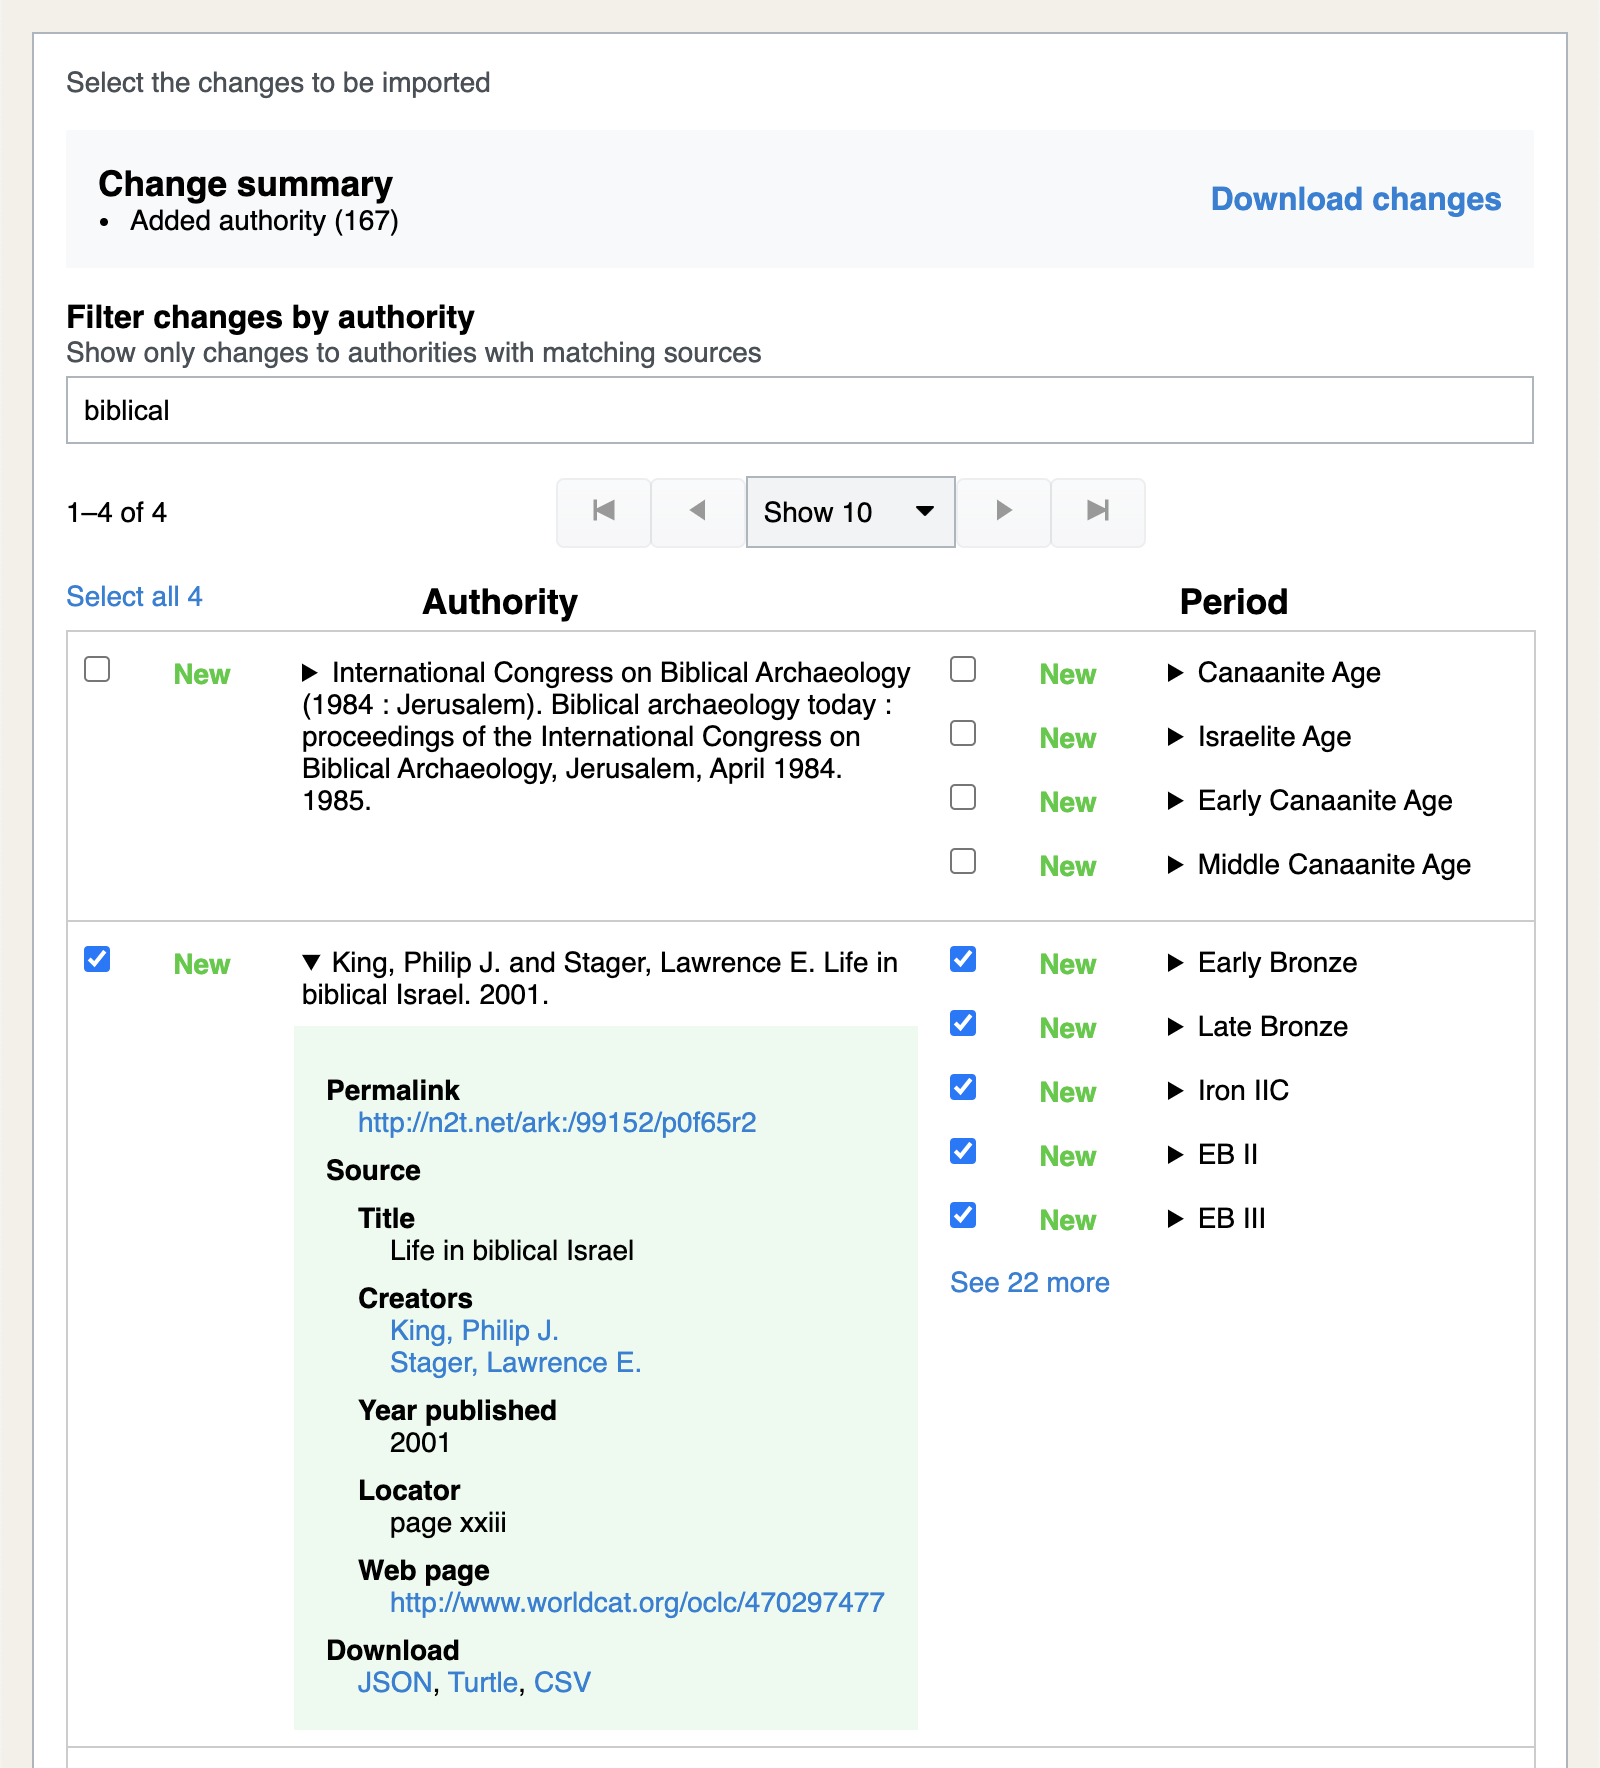 Select the changes to be imported
Change summary
• Added authority (167)
Download changes
Filter changes by authority
Show only changes to authorities with matching sources
biblical
1–4 of 4
Show 10
Select all 4
Authority
Period
New
International Congress on Biblical Archaeology
(1984 : Jerusalem). Biblical archaeology today :
proceedings of the International Congress on
Biblical Archaeology, Jerusalem, April 1984.
1985.
New Canaanite Age
New Israelite Age
New Early Canaanite Age
New Middle Canaanite Age
New
King, Philip J. and Stager, Lawrence E. Life in
biblical Israel. 2001.
Permalink
http://n2t.net/ark:/99152/p0f65r2
Source
Title
Life in biblical Israel
Creators
King, Philip J.
Stager, Lawrence E.
Year published
2001
Locator
page xxiii
Web page
http://www.worldcat.org/oclc/470297477
Download
JSON, Turtle, CSV
New Early Bronze
New Late Bronze
New Iron IIC
New EB II
New EB III
See 22 more